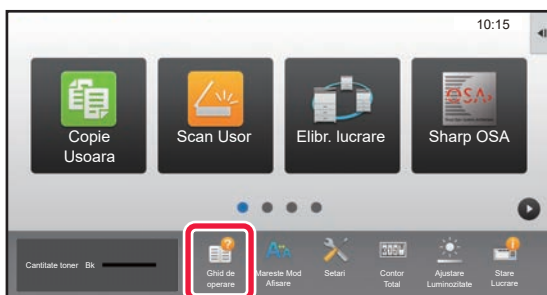 10:15
Copie
Usoara
Scan Usor
Elibr. lucrare
OSA
Sharp OSA
Cantitate toner Bk
Ghid de
operare
Mareste Mod
Afisare
Setari
Contor
Total
Ajustare
Luminozitate
Stare
Lucrare